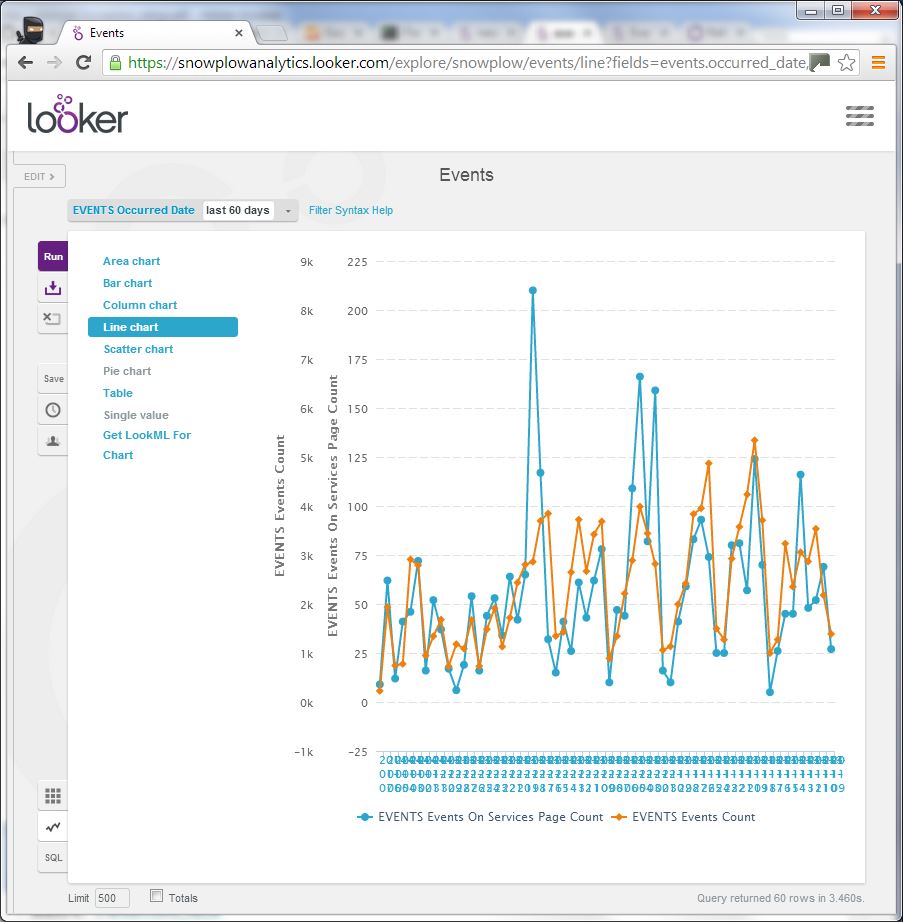 Events
https://snowplowanalytics.looker.com/explore/snowplow/events/line?fields=events.occurred_date,
looker
EDIT
Events
EVENTS Occurred Date last 60 days Filter Syntax Help
Run
Save
SQL
Area chart
Bar chart
Column chart
Line chart
Scatter chart
Pie chart
Table
Single value
Get LookML For
Chart
EVENTS Events Count
9k
8k
7k
6k
5k
4k
3k
2k
1k
0k
-1k
EVENTS Events On Services Page Count
225
200
175
150
125
100
75
50
25
0
-25
EVENTS Events On Services Page Count
EVENTS Events Count
Limit 500 Totals
Query returned 60 rows in 3.460s.